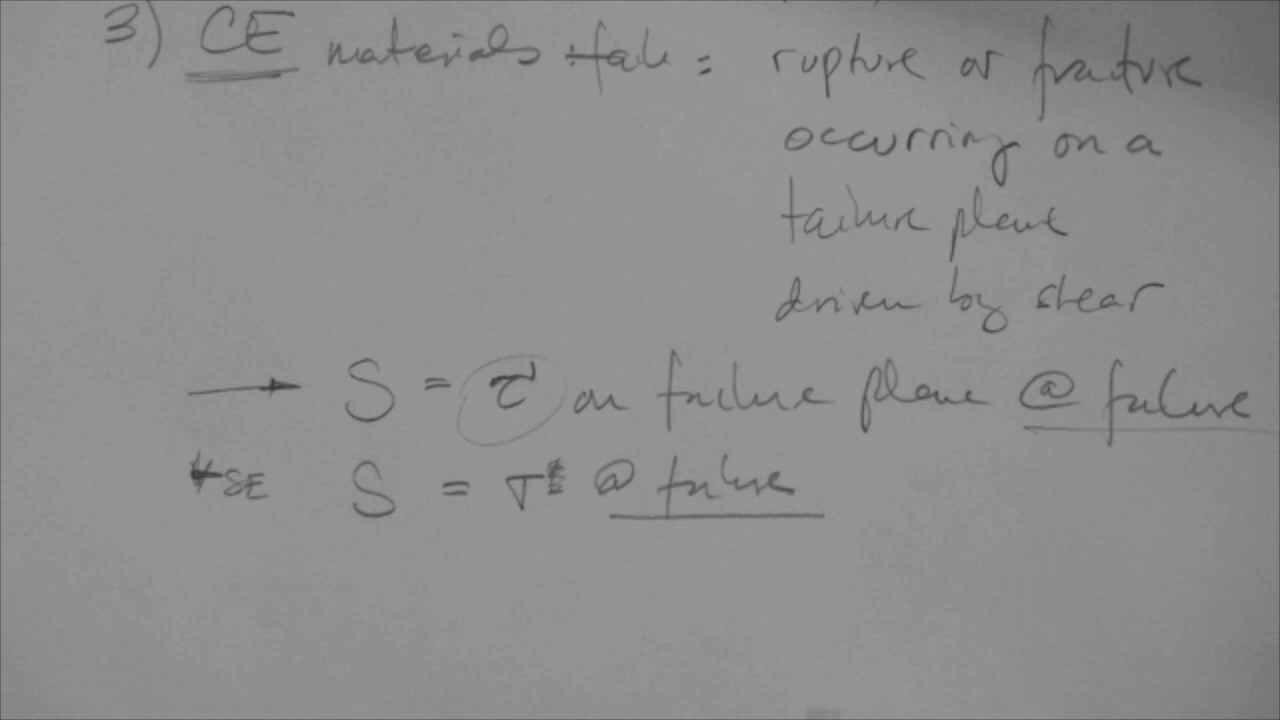 3) CE materials fail: rupture or fracture
occurring on a
failure plane
driven by shear
→ S = τ on failure plane @ failure
SE S = τ @ failure